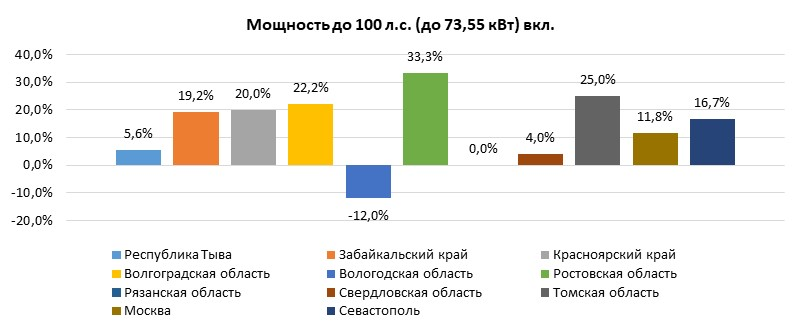 Мощность до 100 л.с. (до 73,55 кВт) вкл.
40,0%
30,0%
20,0%
10,0%
0,0%
-10,0%
-20,0%
5,6%
19,2%
20,0%
22,2%
-12,0%
33,3%
0,0%
4,0%
25,0%
11,8%
16,7%
Республика Тыва
Забайкальский край
Красноярский край
Волгоградская область
Вологодская область
Ростовская область
Рязанская область
Свердловская область
Томская область
Москва
Севастополь